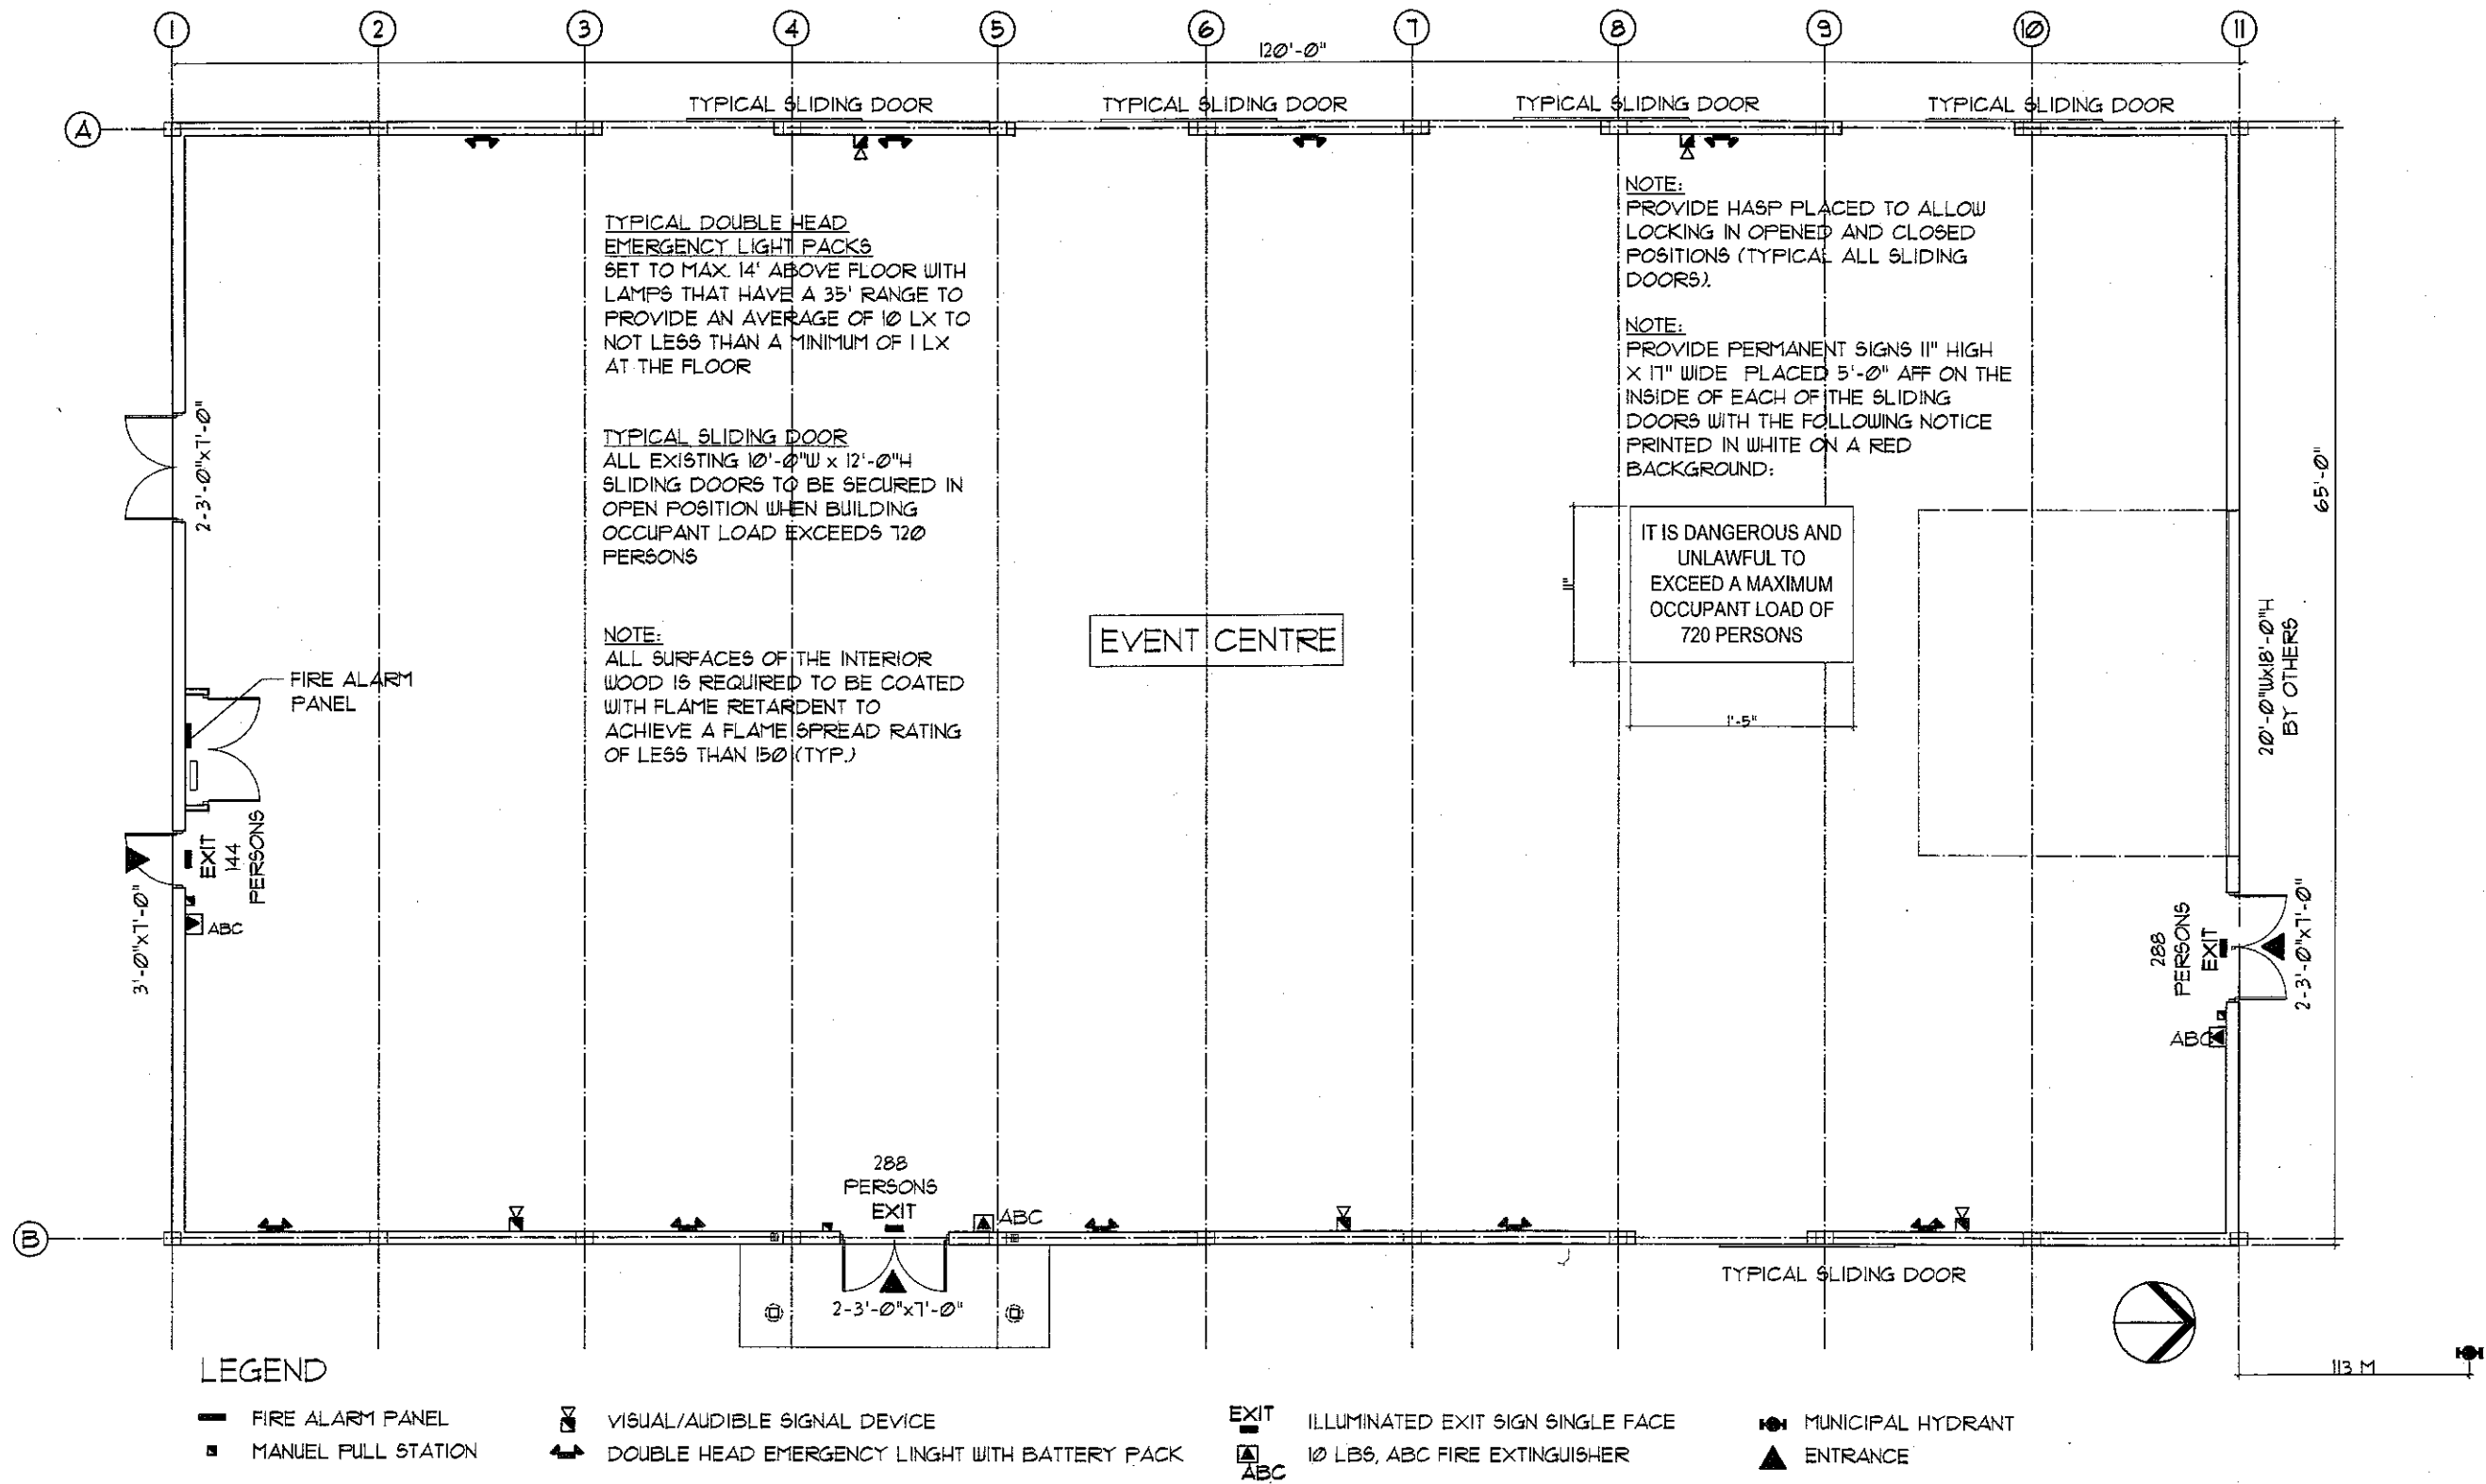 1 2 3 4 5 6 7 8 9 10 11
120'-0"
TYPICAL SLIDING DOOR TYPICAL SLIDING DOOR TYPICAL SLIDING DOOR TYPICAL SLIDING DOOR
A
NOTE:
PROVIDE HASP PLACED TO ALLOW
LOCKING IN OPENED AND CLOSED
POSITIONS (TYPICAL ALL SLIDING
DOORS).
TYPICAL DOUBLE HEAD
EMERGENCY LIGHT PACKS
SET TO MAX. 14' ABOVE FLOOR WITH
LAMPS THAT HAVE A 35' RANGE TO
PROVIDE AN AVERAGE OF 10 LX TO
NOT LESS THAN A MINIMUM OF 1 LX
AT THE FLOOR
NOTE:
PROVIDE PERMANENT SIGNS 11" HIGH
X 17" WIDE PLACED 5'-0" AFF ON THE
INSIDE OF EACH OF THE SLIDING
DOORS WITH THE FOLLOWING NOTICE
PRINTED IN WHITE ON A RED
BACKGROUND:
2-3'-0"x7'-0"
TYPICAL SLIDING DOOR
ALL EXISTING 10'-0"W x 12'-0"H
SLIDING DOORS TO BE SECURED IN
OPEN POSITION WHEN BUILDING
OCCUPANT LOAD EXCEEDS 720
PERSONS
65'-0"
IT IS DANGEROUS AND
UNLAWFUL TO
EXCEED A MAXIMUM
OCCUPANT LOAD OF
720 PERSONS
11"
1'-5"
EVENT CENTRE
NOTE:
ALL SURFACES OF THE INTERIOR
WOOD IS REQUIRED TO BE COATED
WITH FLAME RETARDENT TO
ACHIEVE A FLAME SPREAD RATING
OF LESS THAN 150 (TYP.)
20'-0"Wx18'-0"H
BY OTHERS
FIRE ALARM
PANEL
EXIT
144
PERSONS
3'-0"x7'-0"
ABC
288
PERSONS
EXIT
2-3'-0"x7'-0"
ABC
288
PERSONS
EXIT
ABC
B
2-3'-0"x7'-0"
TYPICAL SLIDING DOOR
113 M
LEGEND
FIRE ALARM PANEL
MANUEL PULL STATION
VISUAL/AUDIBLE SIGNAL DEVICE
DOUBLE HEAD EMERGENCY LINGHT WITH BATTERY PACK
EXIT ILLUMINATED EXIT SIGN SINGLE FACE
ABC 10 LBS, ABC FIRE EXTINGUISHER
MUNICIPAL HYDRANT
ENTRANCE